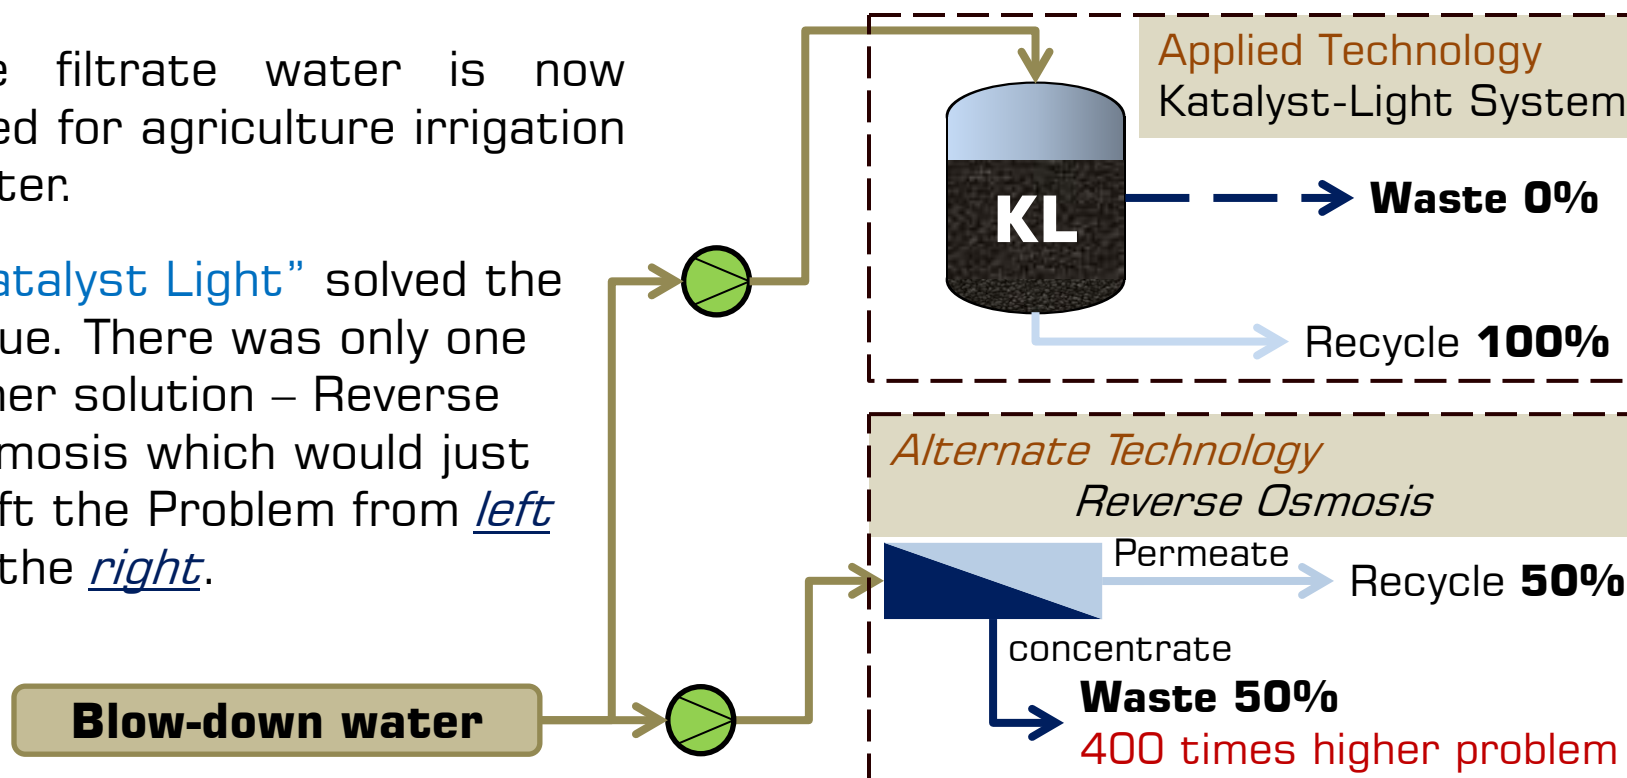 e filtrate water is now
ed for agriculture irrigation
ter.
atalyst Light” solved the
ue. There was only one
ner solution – Reverse
mosis which would just
ft the Problem from left
the right.
Blow-down water
Applied Technology
Katalyst-Light System
KL
Waste 0%
Recycle 100%
Alternate Technology
Reverse Osmosis
Permeate
Recycle 50%
concentrate
Waste 50%
400 times higher problem